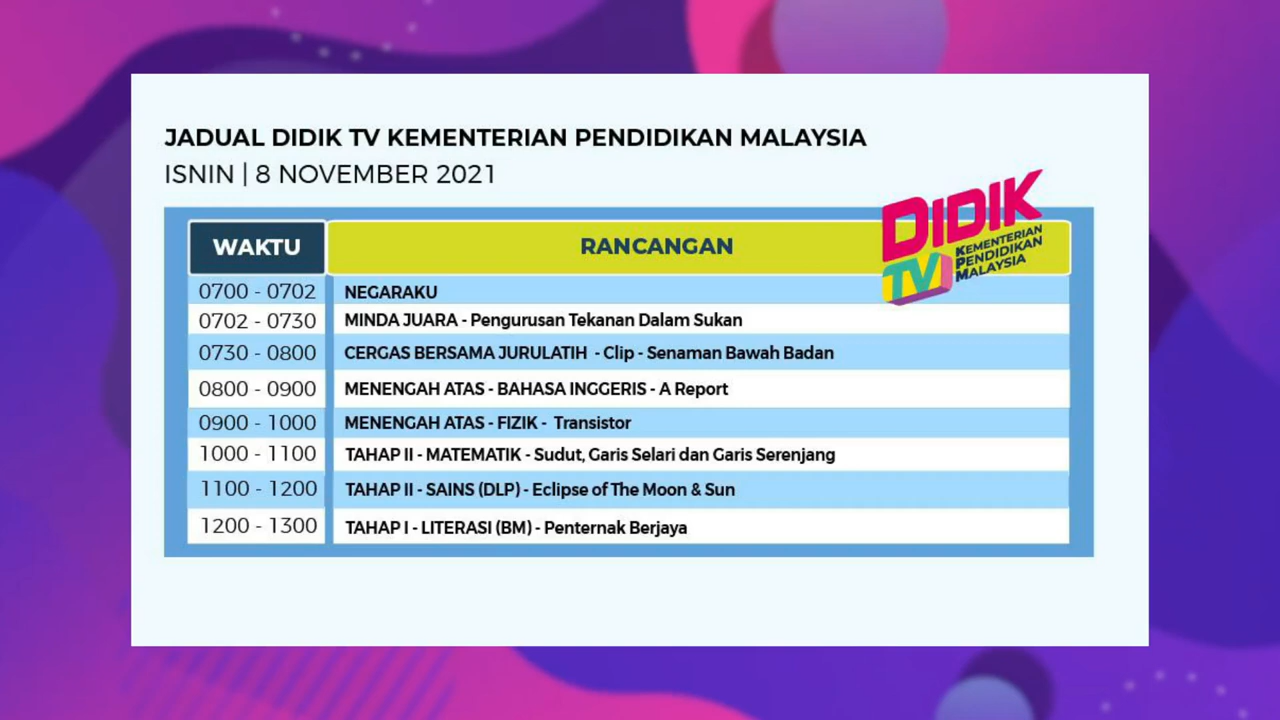 JADUAL DIDIK TV KEMENTERIAN PENDIDIKAN MALAYSIA
ISNIN | 8 NOVEMBER 2021
DIDIK
TV KEMENTERIAN
PENDIDIKAN
MALAYSIA
WAKTU RANCANGAN
0700 - 0702 NEGARAKU
0702 - 0730 MINDA JUARA - Pengurusan Tekanan Dalam Sukan
0730 - 0800 CERGAS BERSAMA JURULATIH - Clip - Senaman Bawah Badan
0800 - 0900 MENENGAH ATAS - BAHASA INGGERIS - A Report
0900 - 1000 MENENGAH ATAS - FIZIK - Transistor
1000 - 1100 TAHAP II - MATEMATIK - Sudut, Garis Selari dan Garis Serenjang
1100 - 1200 TAHAP II - SAINS (DLP) - Eclipse of The Moon & Sun
1200 - 1300 TAHAP I - LITERASI (BM) - Penternak Berjaya